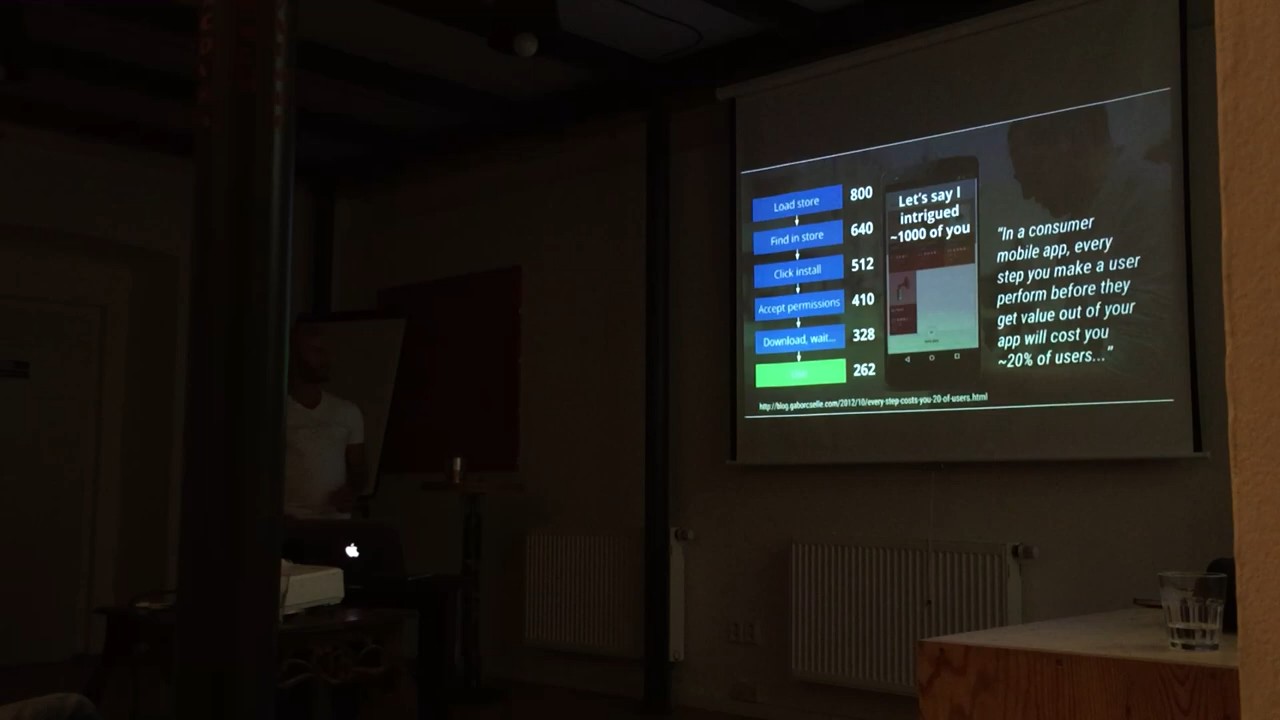 Load store 800
Find in store 640
Click install 512
Accept permissions 410
Download, wait... 328
262
Let's say I
intrigued
~1000 of you
"In a consumer
mobile app, every
step you make a user
perform before they
get value out of your
app will cost you
~20% of users..."
http://blog.gaborcselle.com/2012/10/every-step-costs-you-20-of-users.html